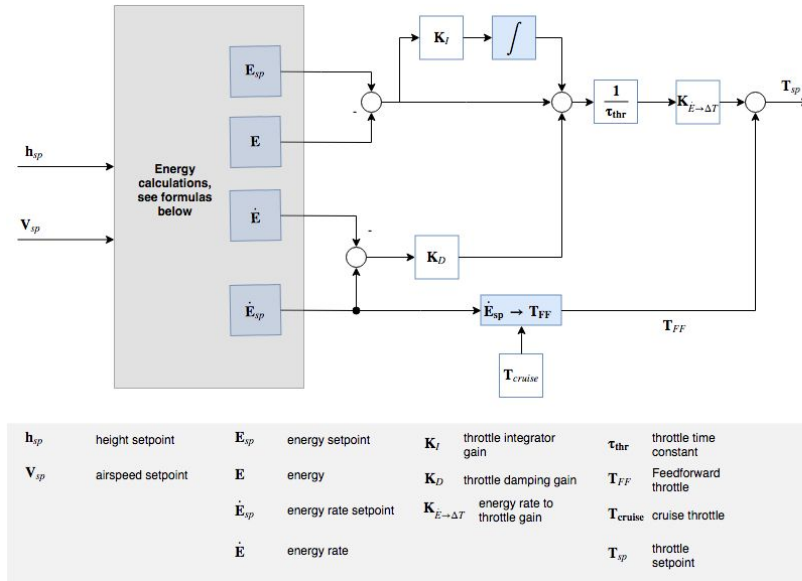 K_I
∫
E_sp
1
τ_thr
K_Ė→ΔT
T_sp
-
h_sp
Energy
calculations,
see formulas
below
E
V_sp
Ė
-
K_D
Ė_sp
Ė_sp → T_FF
T_FF
T_cruise
h_sp height setpoint
V_sp airspeed setpoint
E_sp energy setpoint
E energy
Ė_sp energy rate setpoint
Ė energy rate
K_I throttle integrator
gain
K_D throttle damping gain
K_Ė→ΔT energy rate to
throttle gain
τ_thr throttle time
constant
T_FF Feedforward
throttle
T_cruise cruise throttle
T_sp throttle
setpoint